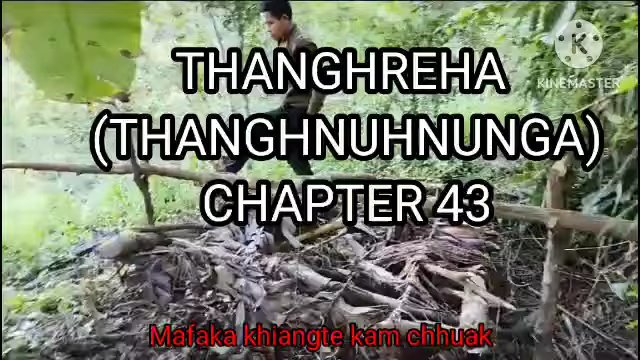 THANGHREHA
(THANGHNUHNUNGA)
CHAPTER 43
K
KINEMASTER
Mafaka khiangte kam chhuak